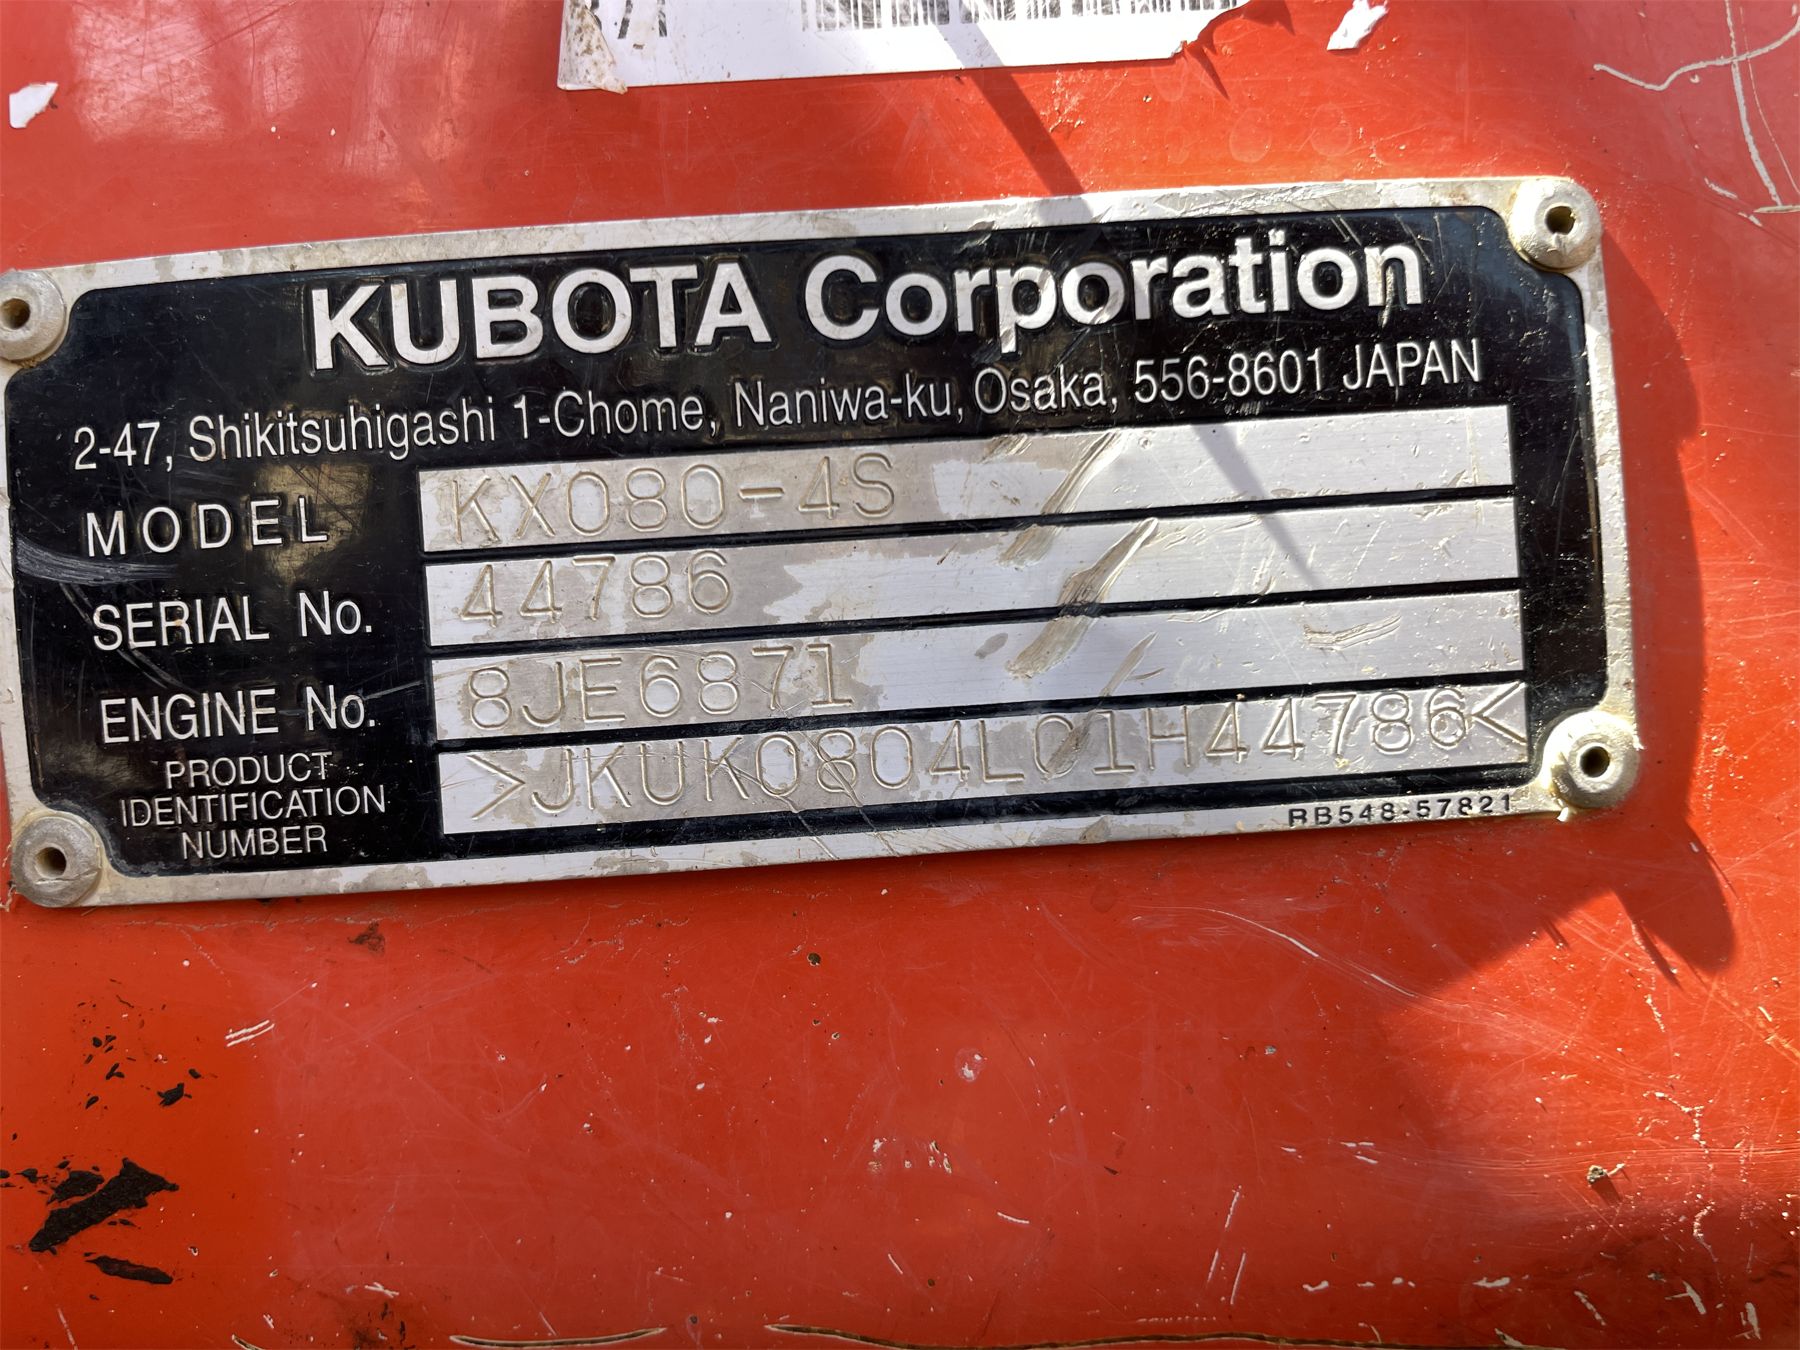 KUBOTA Corporation
2-47, Shikitsuhigashi 1-Chome, Naniwa-ku, Osaka, 556-8601 JAPAN
MODEL KX080-4S
SERIAL No. 44786
ENGINE No. 8JE6871
PRODUCT IDENTIFICATION NUMBER >JKUK0804LC1H44786<
RB548-57821